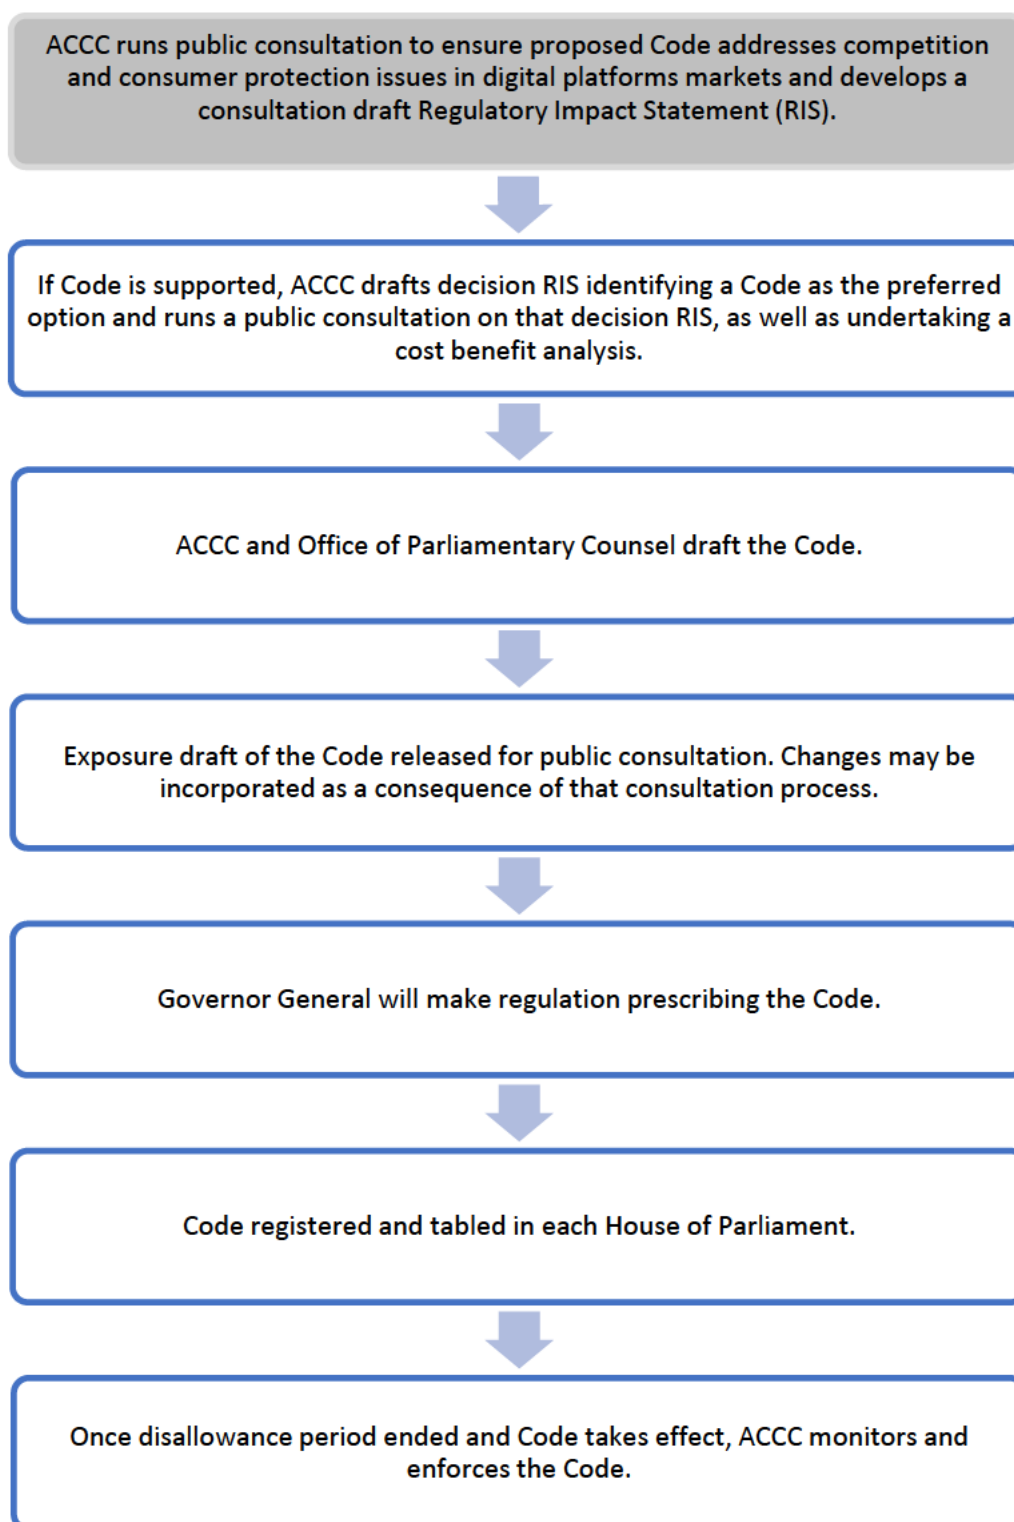 ACCC runs public consultation to ensure proposed Code addresses competition
and consumer protection issues in digital platforms markets and develops a
consultation draft Regulatory Impact Statement (RIS).
If Code is supported, ACCC drafts decision RIS identifying a Code as the preferred
option and runs a public consultation on that decision RIS, as well as undertaking a
cost benefit analysis.
ACCC and Office of Parliamentary Counsel draft the Code.
Exposure draft of the Code released for public consultation. Changes may be
incorporated as a consequence of that consultation process.
Governor General will make regulation prescribing the Code.
Code registered and tabled in each House of Parliament.
Once disallowance period ended and Code takes effect, ACCC monitors and
enforces the Code.